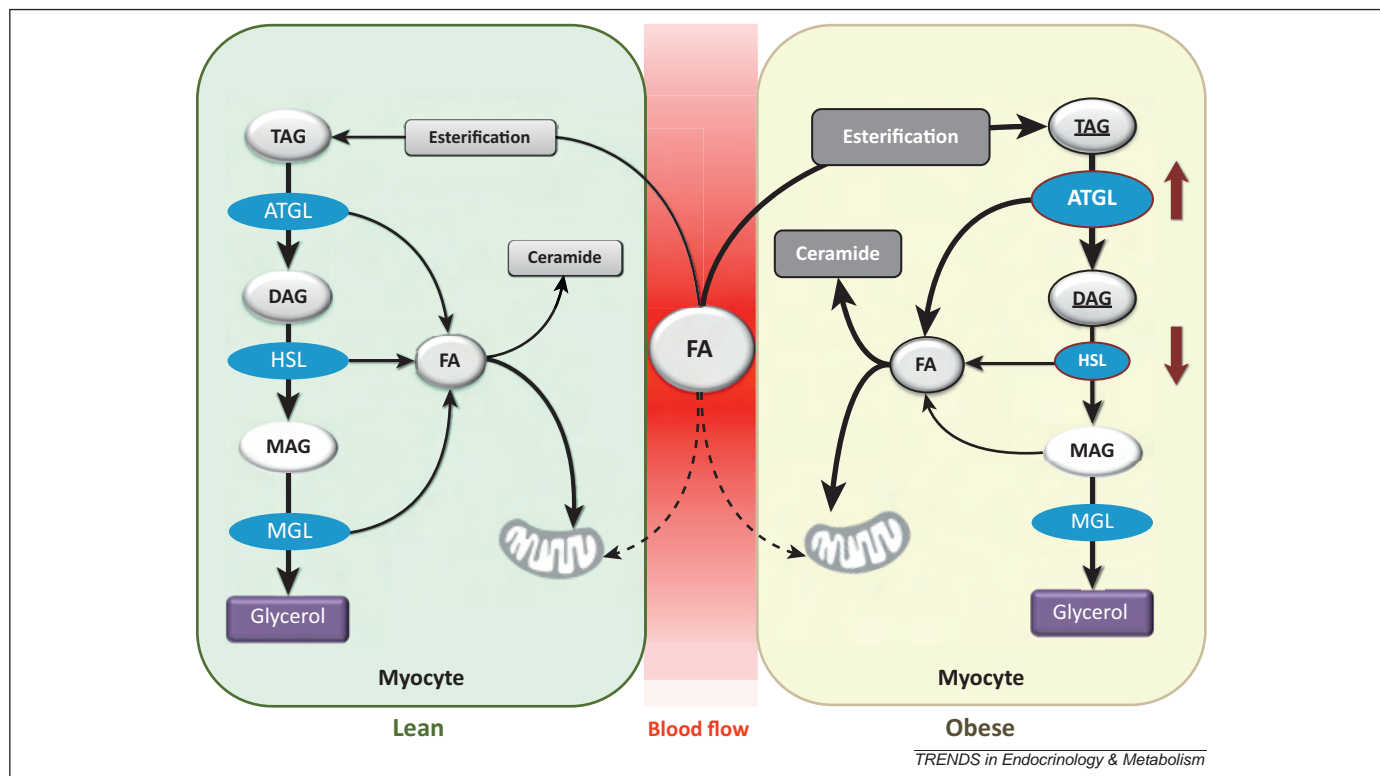 TAG
Esterification
ATGL
Ceramide
DAG
HSL
FA
MAG
MGL
Glycerol
Myocyte
Lean
FA
Blood flow
Esterification
TAG
ATGL
Ceramide
DAG
FA
HSL
MAG
MGL
Glycerol
Myocyte
Obese
TRENDS in Endocrinology & Metabolism